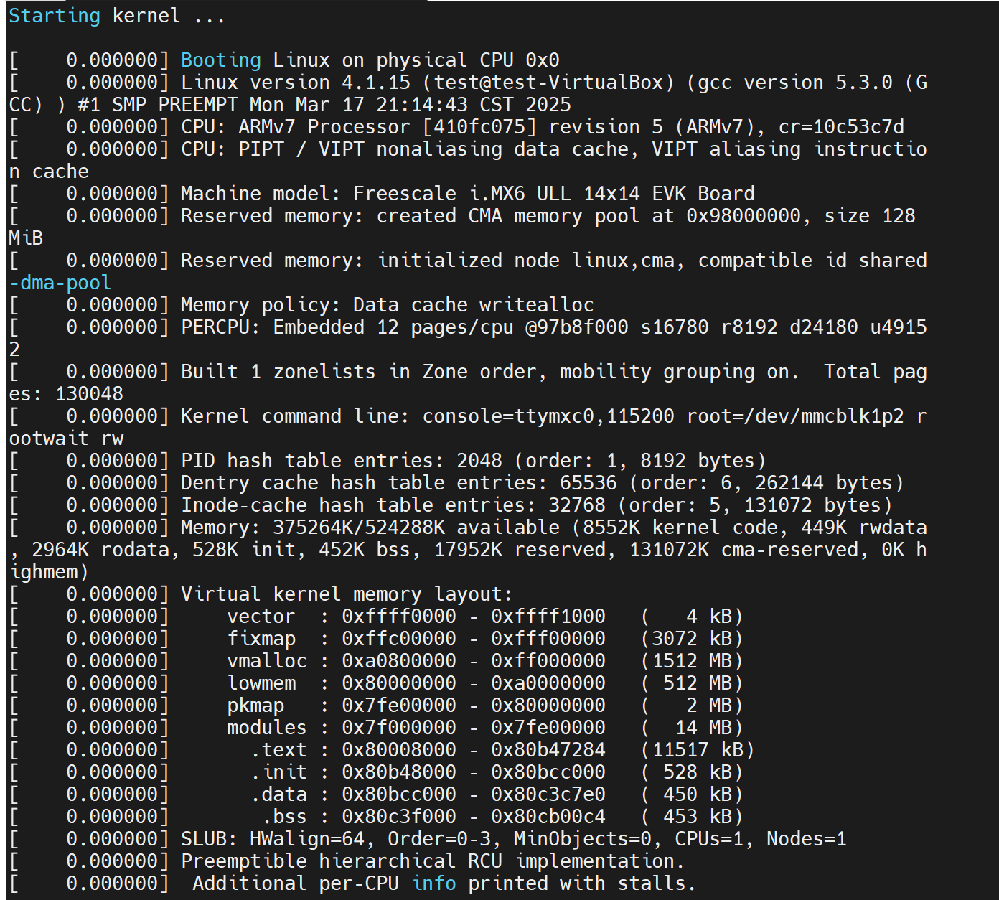 Starting kernel ...
[    0.000000] Booting Linux on physical CPU 0x0
[    0.000000] Linux version 4.1.15 (test@test-VirtualBox) (gcc version 5.3.0 (G
CC) ) #1 SMP PREEMPT Mon Mar 17 21:14:43 CST 2025
[    0.000000] CPU: ARMv7 Processor [410fc075] revision 5 (ARMv7), cr=10c53c7d
[    0.000000] CPU: PIPT / VIPT nonaliasing data cache, VIPT aliasing instructio
n cache
[    0.000000] Machine model: Freescale i.MX6 ULL 14x14 EVK Board
[    0.000000] Reserved memory: created CMA memory pool at 0x98000000, size 128
MiB
[    0.000000] Reserved memory: initialized node linux,cma, compatible id shared
-dma-pool
[    0.000000] Memory policy: Data cache writealloc
[    0.000000] PERCPU: Embedded 12 pages/cpu @97b8f000 s16780 r8192 d24180 u4915
2
[    0.000000] Built 1 zonelists in Zone order, mobility grouping on.  Total pag
es: 130048
[    0.000000] Kernel command line: console=ttymxc0,115200 root=/dev/mmcblk1p2 r
ootwait rw
[    0.000000] PID hash table entries: 2048 (order: 1, 8192 bytes)
[    0.000000] Dentry cache hash table entries: 65536 (order: 6, 262144 bytes)
[    0.000000] Inode-cache hash table entries: 32768 (order: 5, 131072 bytes)
[    0.000000] Memory: 375264K/524288K available (8552K kernel code, 449K rwdata
, 2964K rodata, 528K init, 452K bss, 17952K reserved, 131072K cma-reserved, 0K h
ighmem)
[    0.000000] Virtual kernel memory layout:
[    0.000000]     vector  : 0xffff0000 - 0xffff1000   (   4 kB)
[    0.000000]     fixmap  : 0xffc00000 - 0xfff00000   (3072 kB)
[    0.000000]     vmalloc : 0xa0800000 - 0xff000000   (1512 MB)
[    0.000000]     lowmem  : 0x80000000 - 0xa0000000   ( 512 MB)
[    0.000000]     pkmap   : 0x7fe00000 - 0x80000000   (   2 MB)
[    0.000000]     modules : 0x7f000000 - 0x7fe00000   (  14 MB)
[    0.000000]       .text : 0x80008000 - 0x80b47284   (11517 kB)
[    0.000000]       .init : 0x80b48000 - 0x80bcc000   ( 528 kB)
[    0.000000]       .data : 0x80bcc000 - 0x80c3c7e0   ( 450 kB)
[    0.000000]        .bss : 0x80c3f000 - 0x80cb00c4   ( 453 kB)
[    0.000000] SLUB: HWalign=64, Order=0-3, MinObjects=0, CPUs=1, Nodes=1
[    0.000000] Preemptible hierarchical RCU implementation.
[    0.000000]  Additional per-CPU info printed with stalls.